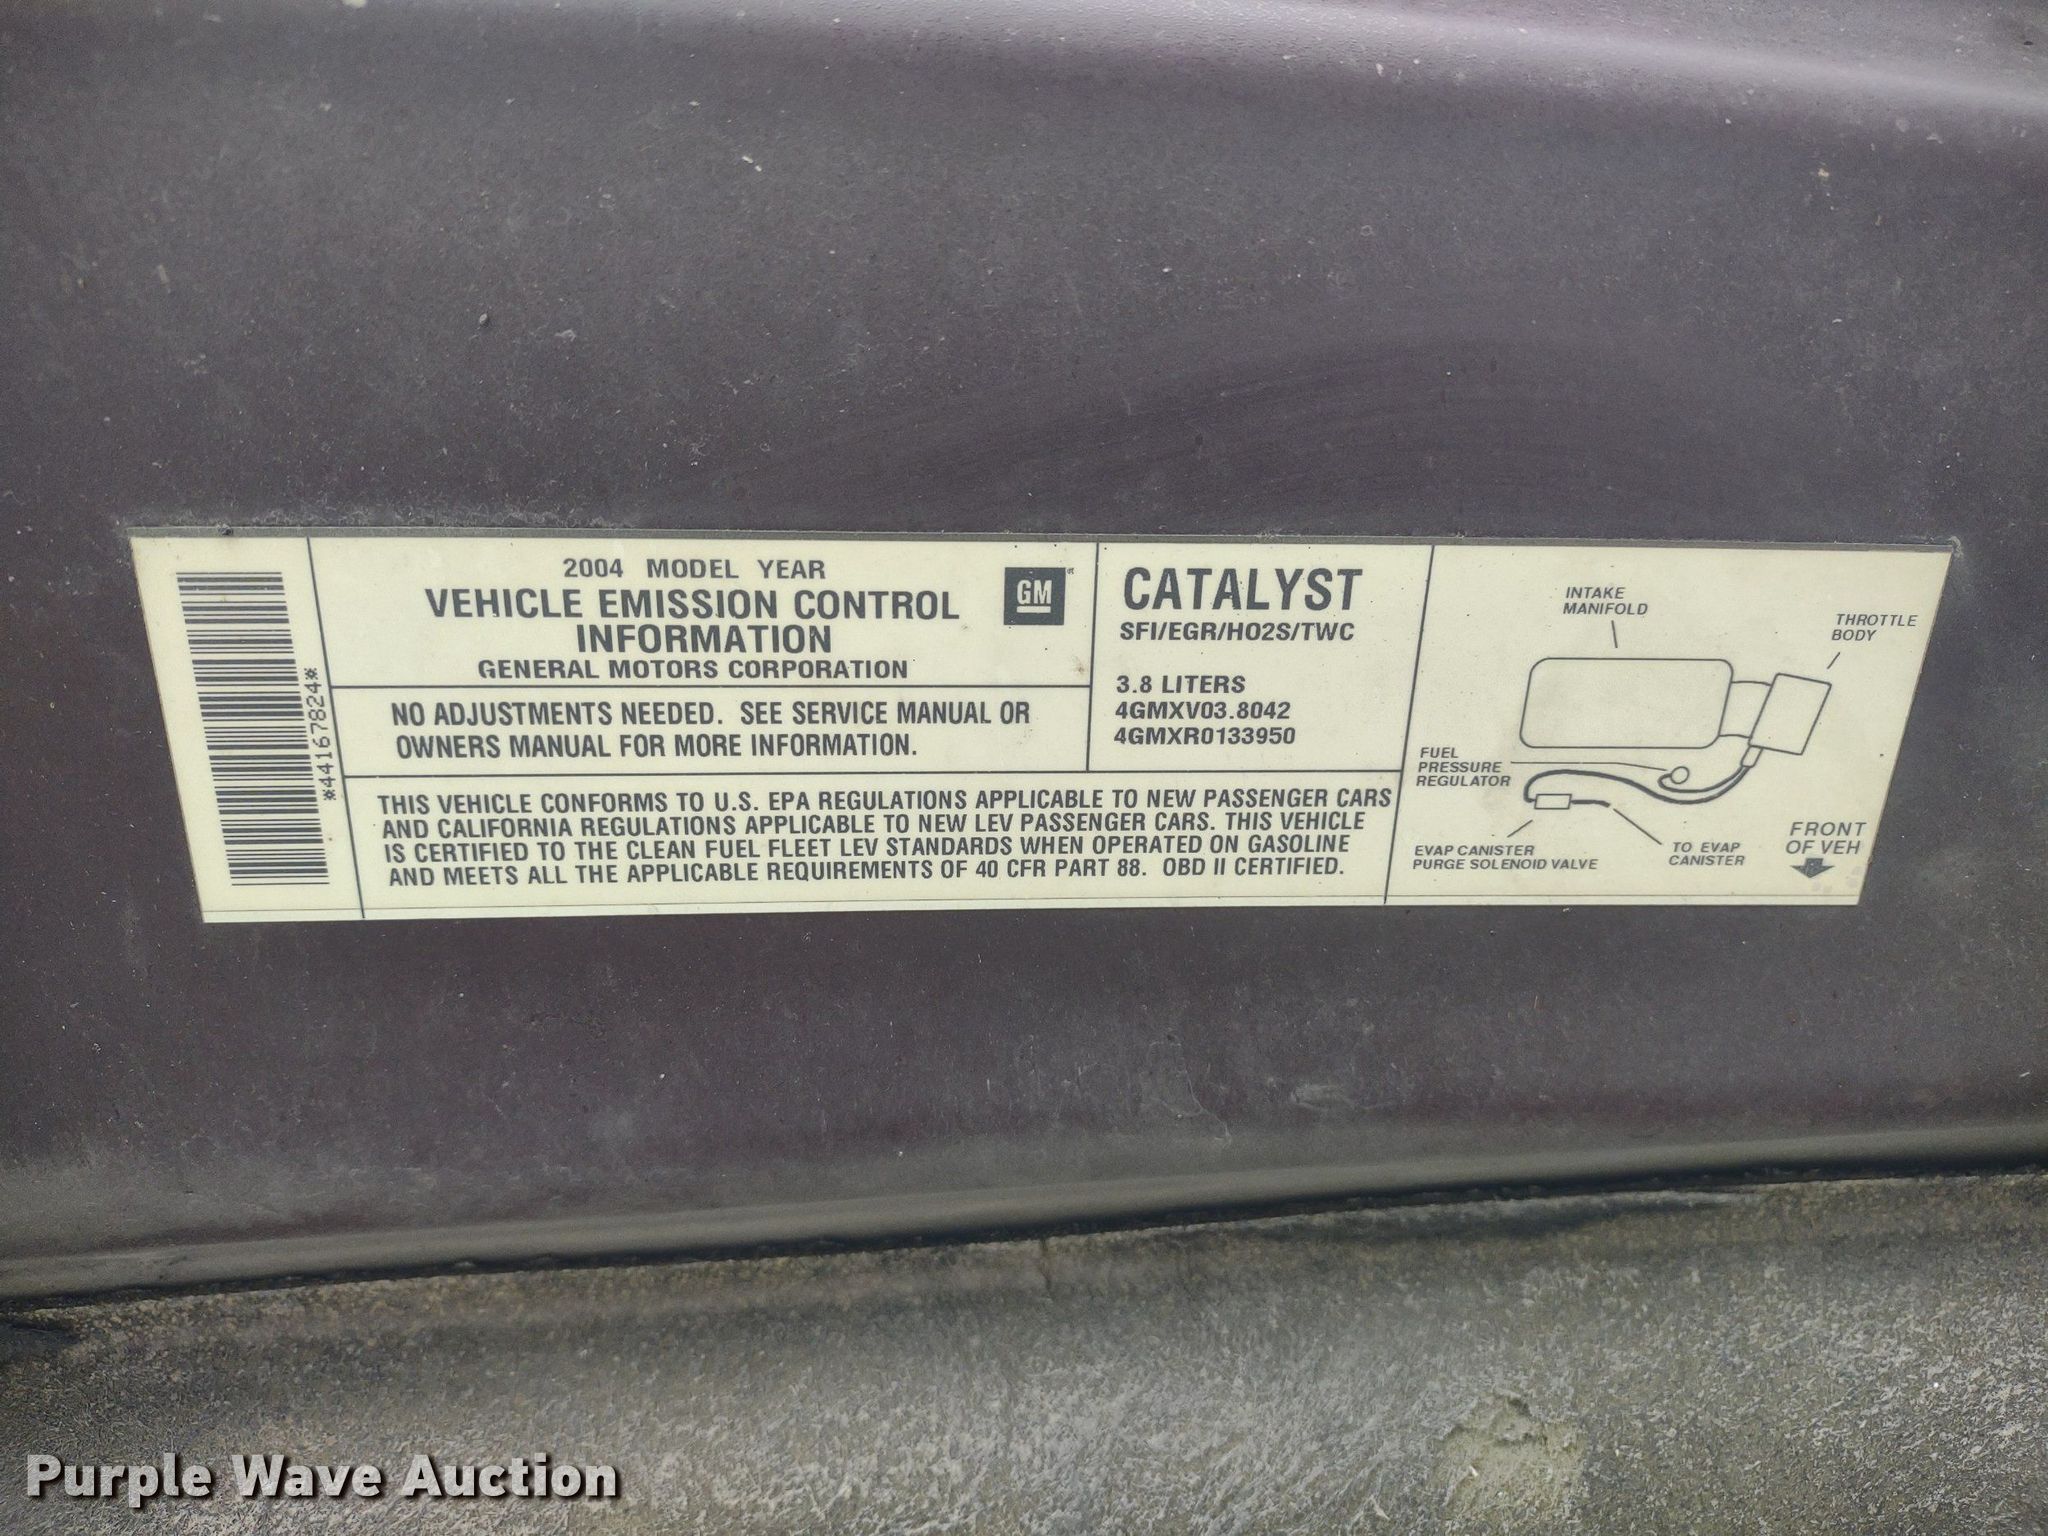 *44167824*
2004 MODEL YEAR
VEHICLE EMISSION CONTROL
INFORMATION
GENERAL MOTORS CORPORATION
GM
NO ADJUSTMENTS NEEDED. SEE SERVICE MANUAL OR
OWNERS MANUAL FOR MORE INFORMATION.
CATALYST
SFI/EGR/HO2S/TWC
3.8 LITERS
4GMXV03.8042
4GMXR0133950
THIS VEHICLE CONFORMS TO U.S. EPA REGULATIONS APPLICABLE TO NEW PASSENGER CARS
AND CALIFORNIA REGULATIONS APPLICABLE TO NEW LEV PASSENGER CARS. THIS VEHICLE
IS CERTIFIED TO THE CLEAN FUEL FLEET LEV STANDARDS WHEN OPERATED ON GASOLINE
AND MEETS ALL THE APPLICABLE REQUIREMENTS OF 40 CFR PART 88. OBD II CERTIFIED.
INTAKE
MANIFOLD
THROTTLE
BODY
FUEL
PRESSURE
REGULATOR
EVAP CANISTER
PURGE SOLENOID VALVE
TO EVAP
CANISTER
FRONT
OF VEH
Purple Wave Auction